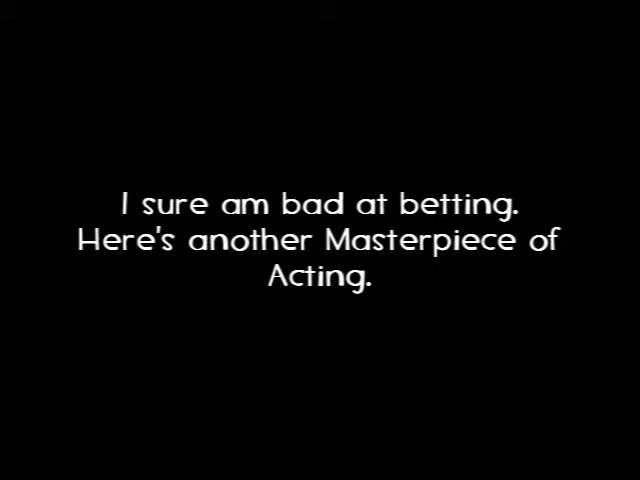 I sure am bad at betting.
Here's another Masterpiece of
Acting.